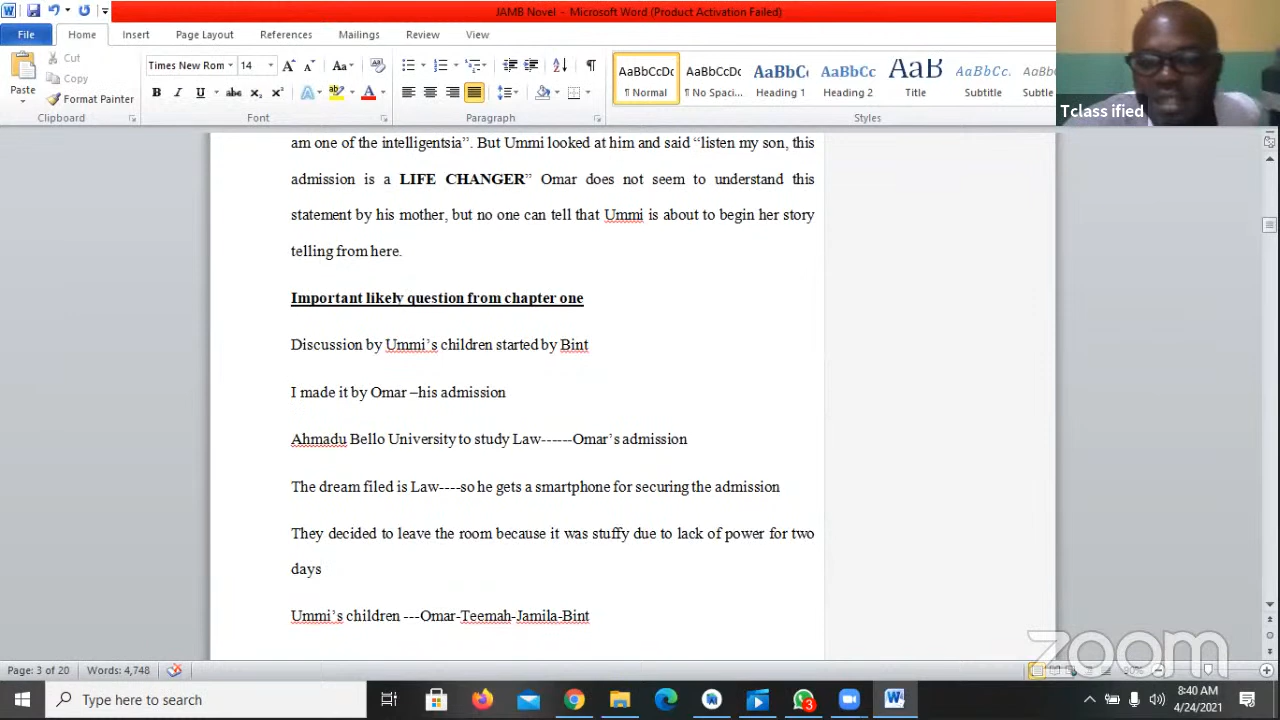 JAMB Novel - Microsoft Word (Product Activation Failed)
File Home Insert Page Layout References Mailings Review View
Cut
Copy
Paste
Format Painter
Clipboard
Times New Rom 14
Font
Paragraph
AaBbCcDc AaBbCcDc AaBbC AaBbCc AaB AaBbCc AaBb
¶ Normal ¶ No Spaci... Heading 1 Heading 2 Title Subtitle Subtle
Styles
Tclass ified
am one of the intelligentsia”. But Ummi looked at him and said “listen my son, this
admission is a LIFE CHANGER” Omar does not seem to understand this
statement by his mother, but no one can tell that Ummi is about to begin her story
telling from here.
Important likely question from chapter one
Discussion by Ummi’s children started by Bint
I made it by Omar –his admission
Ahmadu Bello University to study Law------Omar’s admission
The dream filed is Law----so he gets a smartphone for securing the admission
They decided to leave the room because it was stuffy due to lack of power for two
days
Ummi’s children ---Omar-Teemah-Jamila-Bint
zoom
Page: 3 of 20 Words: 4,748
Type here to search
3
8:40 AM
4/24/2021